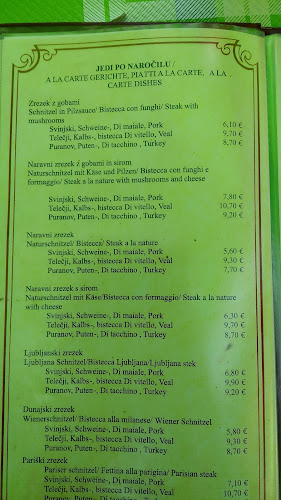 JEDI PO NAROČILU /
A LA CARTE GERICHTE, PIATTI A LA CARTE, A LA
CARTE DISHES
Zrezek z gobami
Schnitzel in Pilzsauce/ Bistecca con funghi/ Steak with
mushrooms
Svinjski, Schweine-, Di maiale, Pork 6,10 €
Telečji, Kalbs-, bistecca Di vitello, Veal 9,70 €
Puranov, Puten-, Di tacchino , Turkey 8,70 €
Naravni zrezek z gobami in sirom
Naturschnitzel mit Käse und Pilzen/ Bistecca con funghi e
formaggio/ Steak a la nature with mushrooms and cheese
Svinjski, Schweine-, Di maiale, Pork 7,80 €
Telečji, Kalbs-, bistecca Di vitello, Veal 10,70 €
Puranov, Puten-, Di tacchino , Turkey 9,20 €
Naravni zrezek
Naturschnitzel/ Bistecca/ Steak a la nature
Svinjski, Schweine-, Di maiale, Pork 5,60 €
Telečji, Kalbs-, bistecca Di vitello, Veal 9,30 €
Puranov, Puten-, Di tacchino , Turkey 7,70 €
Naravni zrezek s sirom
Naturschnitzel mit Käse/Bistecca con formaggio/ Steak a la nature
with cheese
Svinjski, Schweine-, Di maiale, Pork 6,30 €
Telečji, Kalbs-, bistecca Di vitello, Veal 9,70 €
Puranov, Puten-, Di tacchino , Turkey 8,70 €
Ljubljanski zrezek
Ljubljana Schnitzel/Bistecca Ljubljana/Ljubljana stek
Svinjski, Schweine-, Di maiale, Pork 6,80 €
Telečji, Kalbs-, bistecca Di vitello, Veal 9,90 €
Puranov, Puten-, Di tacchino , Turkey 9,20 €
Dunajski zrezek
Wienerschnitzel/ Bistecca alla milanese/ Wiener Schnitzel
Svinjski, Schweine-, Di maiale, Pork 5,80 €
Telečji, Kalbs-, bistecca Di vitello, Veal 9,30 €
Puranov, Puten-, Di tacchino , Turkey 8,70 €
Pariški zrezek
Pariser schnitzel/ Fettina alla parigina/ Parisian steak
Svinjski, Schweine-, Di maiale, Pork 7,10 €
Telečji, Kalbs-, bistecca Di vitello, Veal 10,70 €
Puranov, Puten-, Di tacchino , Turkey